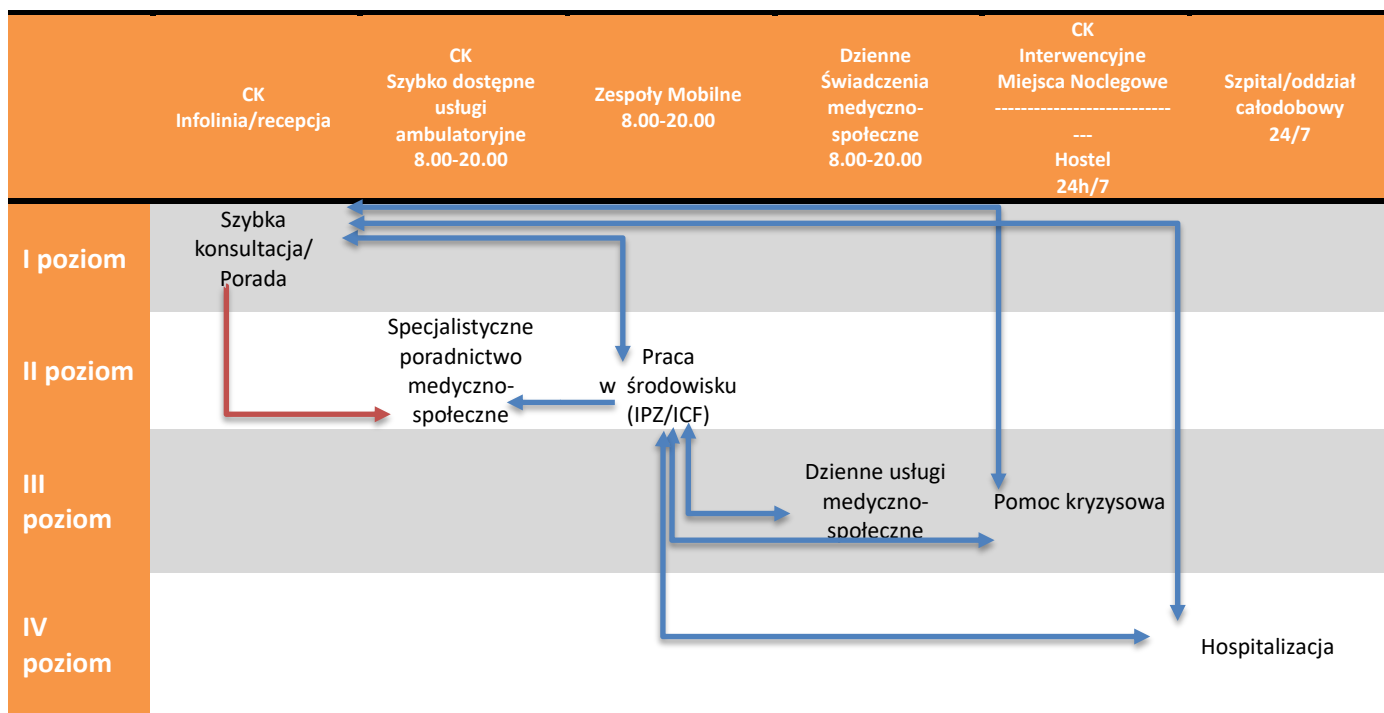 CK
Infolinia/recepcja
CK
Szybko dostępne
usługi
ambulatoryjne
8.00-20.00
Zespoły Mobilne
8.00-20.00
Dzienne
Świadczenia
medyczno-
społeczne
8.00-20.00
CK
Interwencyjne
Miejsca Noclegowe
---------------------------
---
Hostel
24h/7
Szpital/oddział
całodobowy
24/7
I poziom
Szybka
konsultacja/
Porada
II poziom
Specjalistyczne
poradnictwo
medyczno-
społeczne
Praca
w środowisku
(IPZ/ICF)
III
poziom
Dzienne usługi
medyczno-
społeczne
Pomoc kryzysowa
IV
poziom
Hospitalizacja